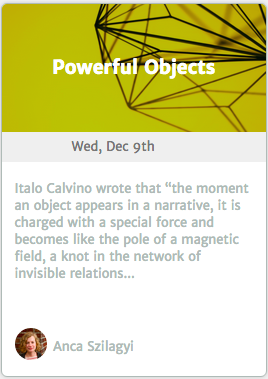 Powerful Objects
Wed, Dec 9th
Italo Calvino wrote that “the moment
an object appears in a narrative, it is
charged with a special force and
becomes like the pole of a magnetic
field, a knot in the network of
invisible relations...
Anca Szilagyi